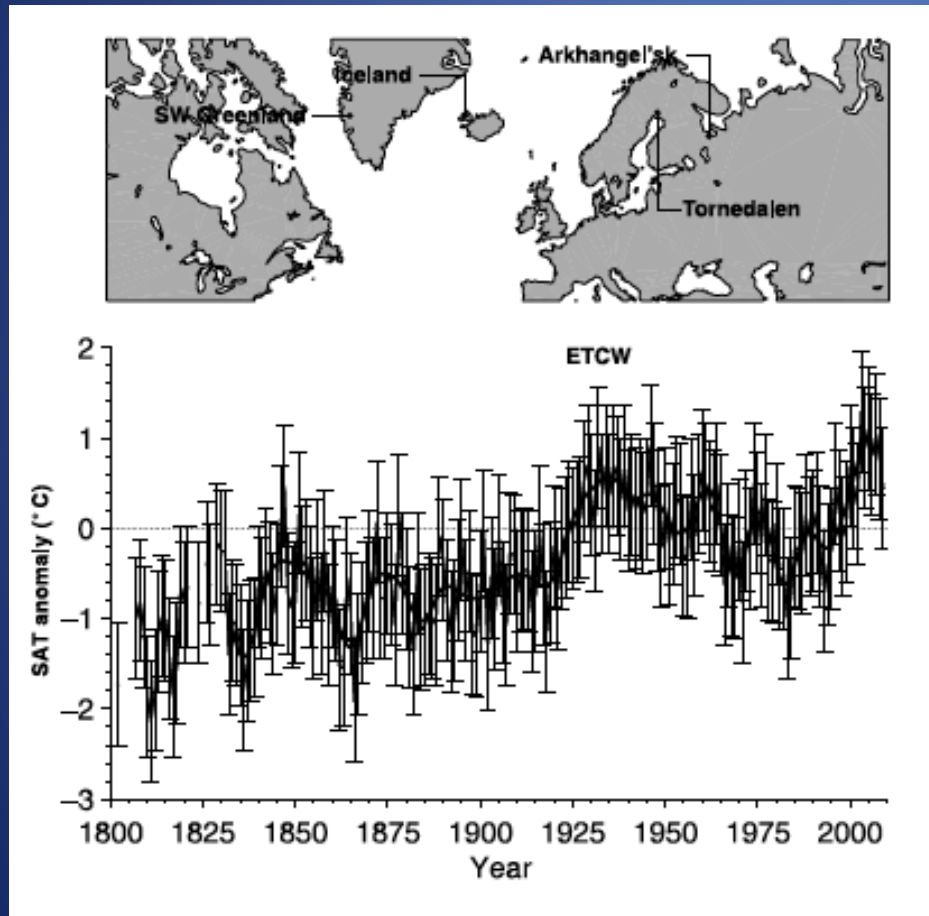 Arkhangel'sk
Iceland
SW Greenland
Tornedalen
ETCW
2
1
0
−1
−2
−3
SAT anomaly (°C)
1800 1825 1850 1875 1900 1925 1950 1975 2000
Year